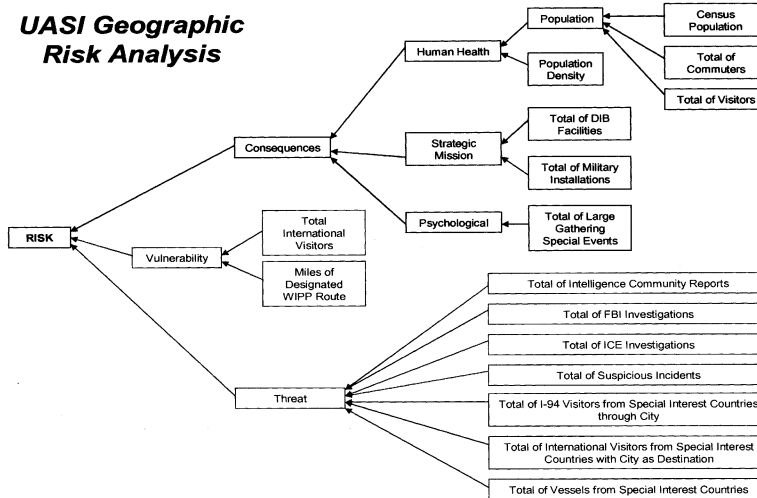 UASI Geographic
Risk Analysis
Population
Census
Population
Total of
Commuters
Total of Visitors
Human Health
Population
Density
Consequences
Strategic
Mission
Total of DIB
Facilities
Total of Military
Installations
Psychological
Total of Large
Gathering
Special Events
RISK
Vulnerability
Total
International
Visitors
Miles of
Designated
WIPP Route
Threat
Total of Intelligence Community Reports
Total of FBI Investigations
Total of ICE Investigations
Total of Suspicious Incidents
Total of I-94 Visitors from Special Interest Countries
through City
Total of International Visitors from Special Interest
Countries with City as Destination
Total of Vessels from Special Interest Countries